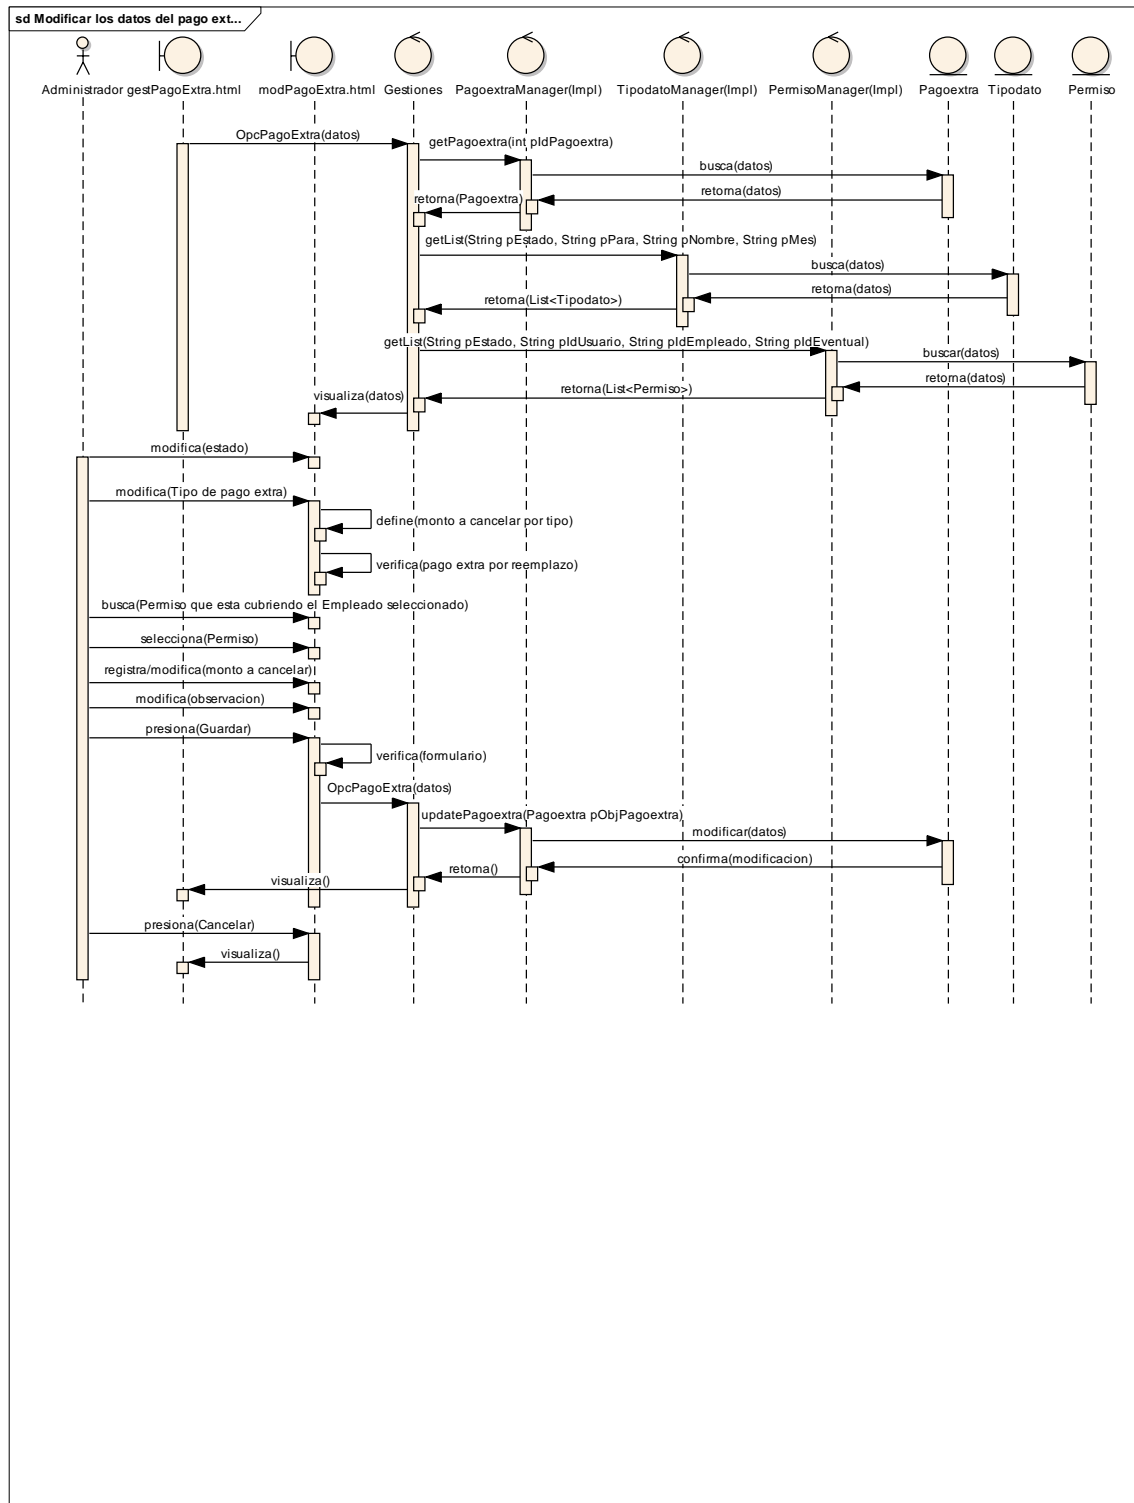 sd Modificar los datos del pago ext...
Administrador
gestPagoExtra.html
modPagoExtra.html
Gestiones
PagoextraManager(Impl)
TipodatoManager(Impl)
PermisoManager(Impl)
Pagoextra
Tipodato
Permiso
OpcPagoExtra(datos)
getPagoextra(int pIdPagoextra)
busca(datos)
retorna(datos)
retorna(Pagoextra)
getList(String pEstado, String pPara, String pNombre, String pMes)
busca(datos)
retorna(datos)
retorna(List<Tipodato>)
getList(String pEstado, String pIdUsuario, String pIdEmpleado, String pIdEventual)
buscar(datos)
retorna(datos)
retorna(List<Permiso>)
visualiza(datos)
modifica(estado)
modifica(Tipo de pago extra)
define(monto a cancelar por tipo)
verifica(pago extra por reemplazo)
busca(Permiso que esta cubriendo el Empleado seleccionado)
selecciona(Permiso)
registra/modifica(monto a cancelar)
modifica(observacion)
presiona(Guardar)
verifica(formulario)
OpcPagoExtra(datos)
updatePagoextra(Pagoextra pObjPagoextra)
modificar(datos)
confirma(modificacion)
retorna()
visualiza()
presiona(Cancelar)
visualiza()